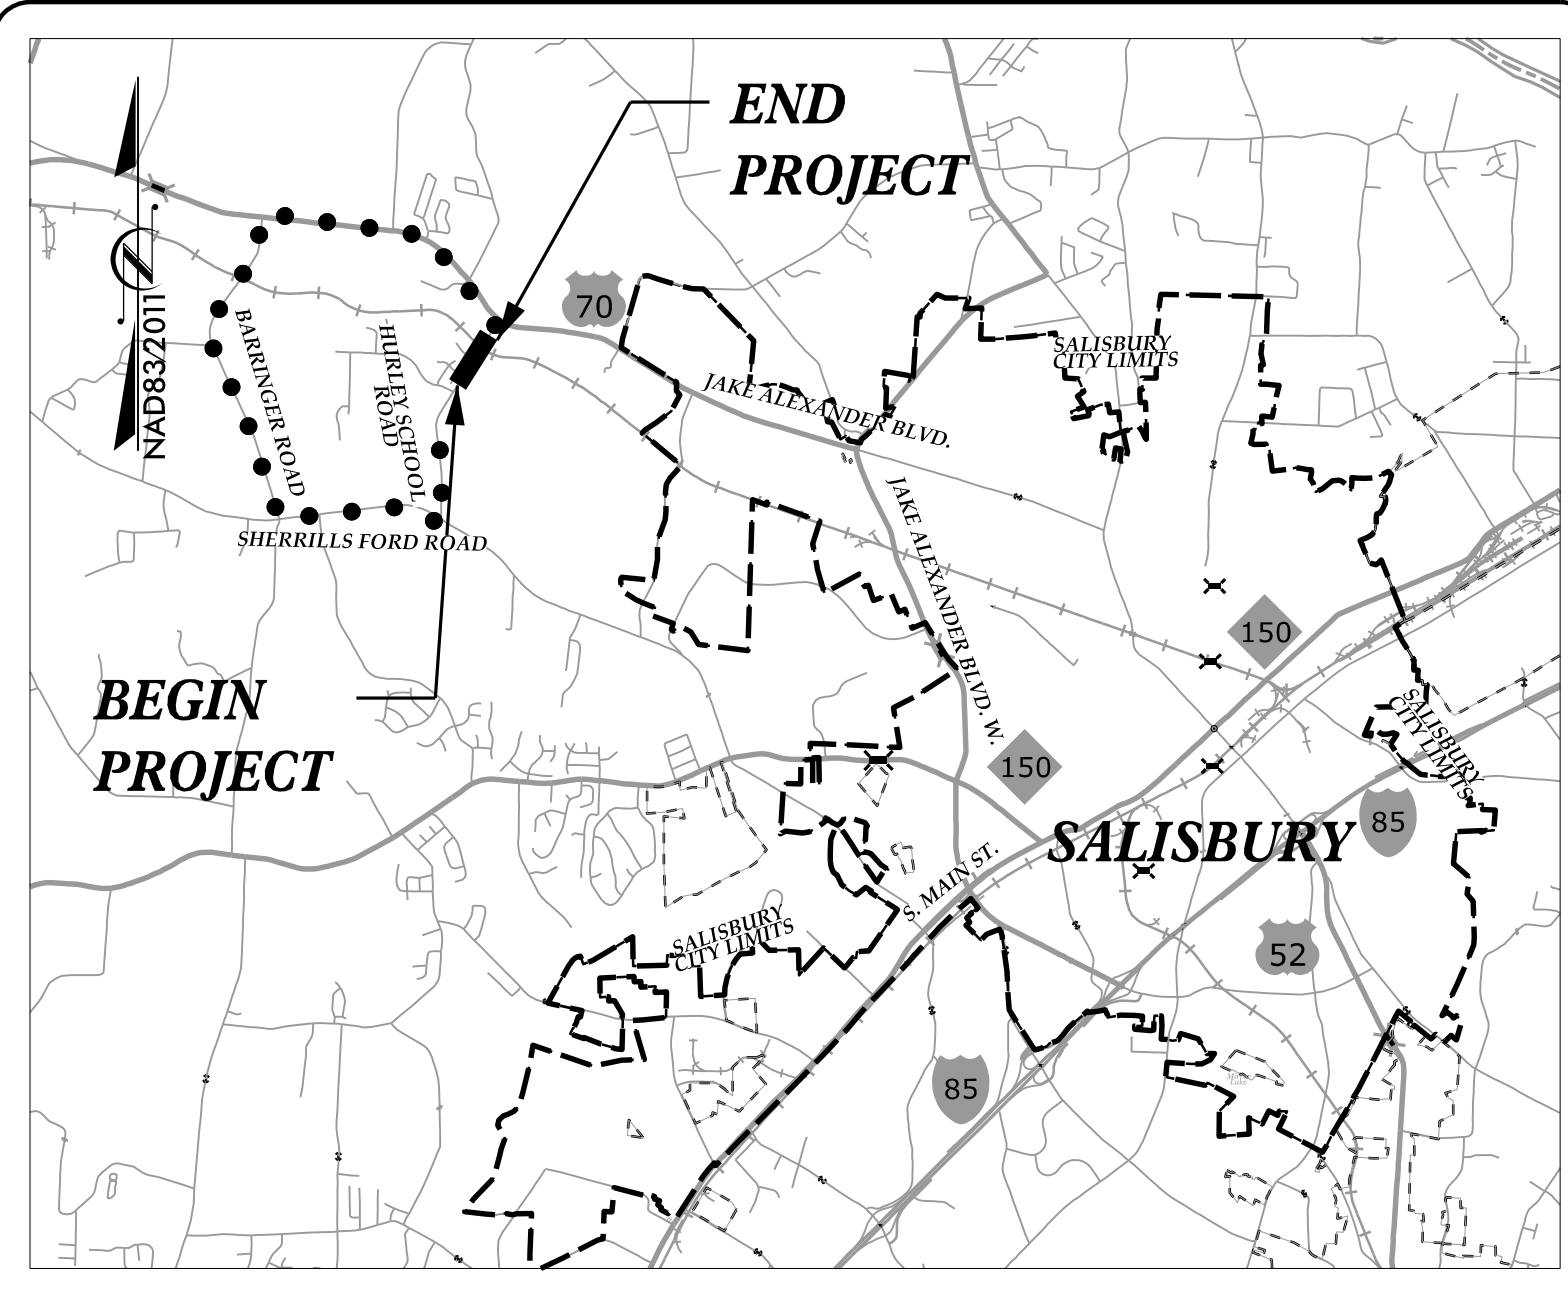 END
PROJECT
70
NAD83/2011
BARRINGER ROAD
HURLEY SCHOOL
ROAD
SHERRILLS FORD ROAD
JAKE ALEXANDER BLVD.
SALISBURY
CITY LIMITS
JAKE ALEXANDER BLVD. W.
150
BEGIN
PROJECT
150
SALISBURY
CITY LIMITS
85
SALISBURY
S. MAIN ST.
SALISBURY
CITY LIMITS
52
85
Lake